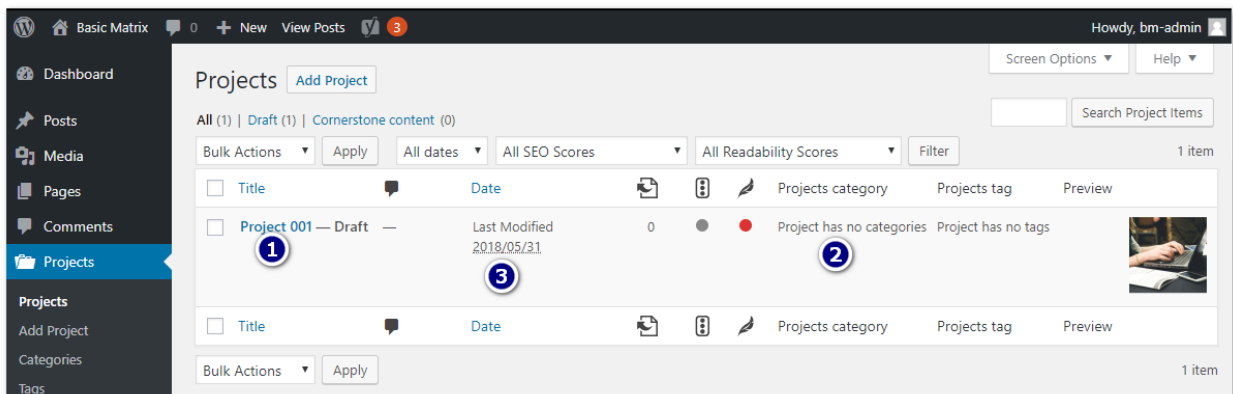 Basic Matrix 0 + New View Posts 3 Howdy, bm-admin
Dashboard
Posts
Media
Pages
Comments
Projects
Projects
Add Project
Categories
Tags
Screen Options ▼ Help ▼
Projects Add Project
Search Project Items
All (1) | Draft (1) | Cornerstone content (0)
Bulk Actions ▼ Apply All dates ▼ All SEO Scores ▼ All Readability Scores ▼ Filter 1 item
Title Date Projects category Projects tag Preview
Project 001 — Draft — Last Modified 0 Project has no categories Project has no tags
2018/05/31
1 2 3
Title Date Projects category Projects tag Preview
Bulk Actions ▼ Apply 1 item